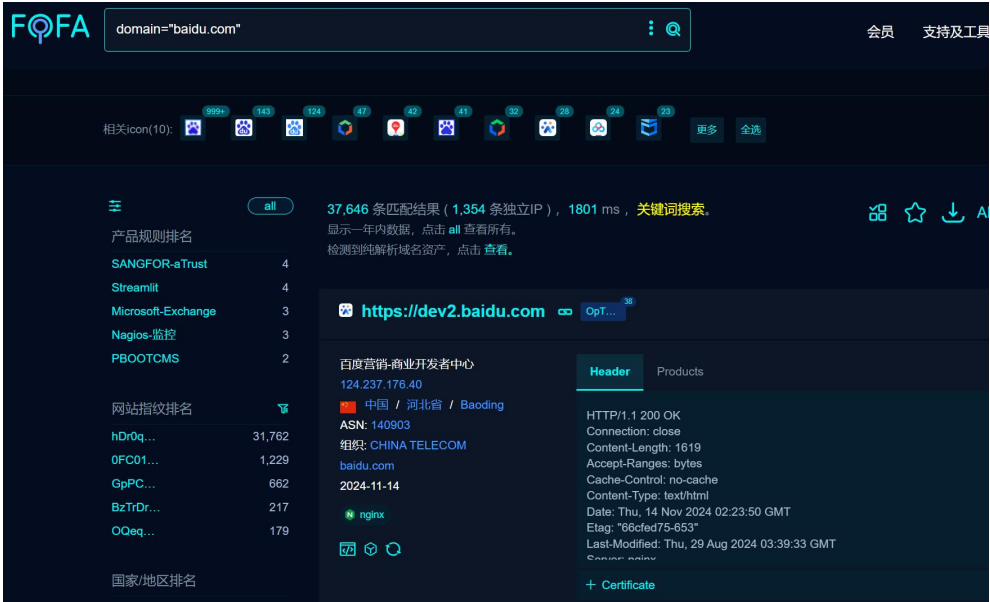 FOFA
domain="baidu.com"
会员 支持及工具
相关icon(10): 999+ 143 124 47 42 41 32 28 24 23 更多 全选
all
37,646 条匹配结果 ( 1,354 条独立IP ) ，1801 ms ，关键词搜索。
显示一年内数据，点击 all 查看所有。
检测到纯解析域名资产，点击 查看。
产品规则排名
SANGFOR-aTrust 4
Streamlit 4
Microsoft-Exchange 3
Nagios-监控 3
PBOOTCMS 2
网站指纹排名
hDr0q... 31,762
0FC01... 1,229
GpPC... 662
BzTrDr... 217
OQeq... 179
国家/地区排名
https://dev2.baidu.com OpT... 38
百度营销-商业开发者中心
124.237.176.40
中国 / 河北省 / Baoding
ASN: 140903
组织: CHINA TELECOM
baidu.com
2024-11-14
nginx
Header Products
HTTP/1.1 200 OK
Connection: close
Content-Length: 1619
Accept-Ranges: bytes
Cache-Control: no-cache
Content-Type: text/html
Date: Thu, 14 Nov 2024 02:23:50 GMT
Etag: "66cfed75-653"
Last-Modified: Thu, 29 Aug 2024 03:39:33 GMT
Server: nginx
+ Certificate